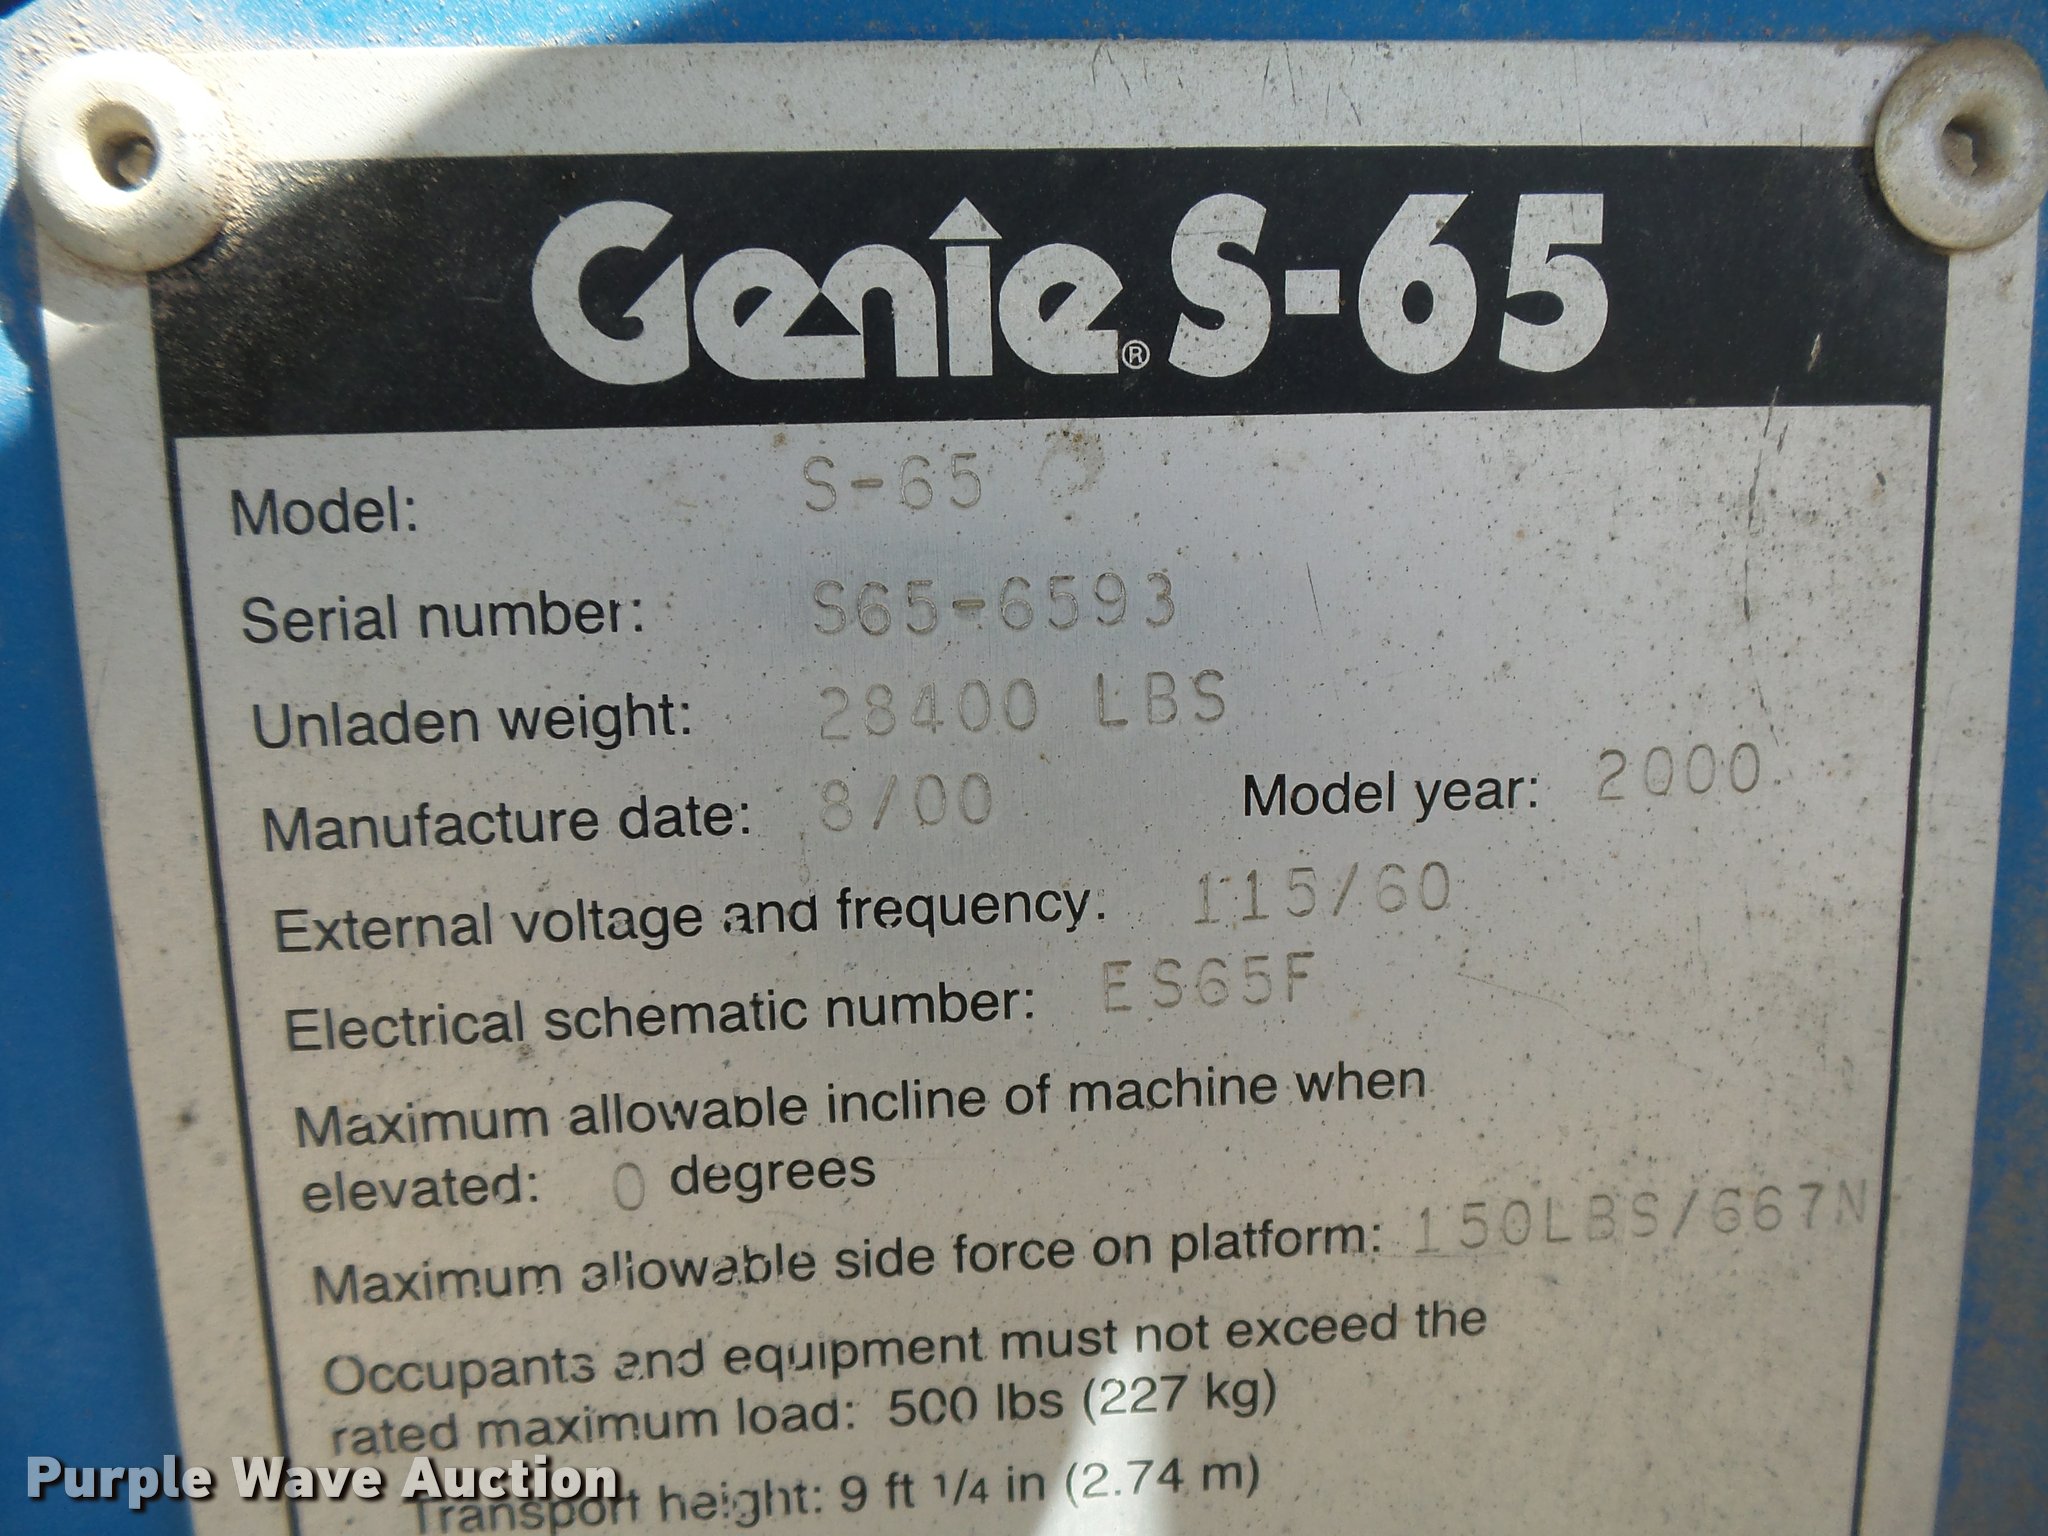 Genie® S-65
Model: S-65
Serial number: S65-6593
Unladen weight: 28400 LBS
Manufacture date: 8/00 Model year: 2000
External voltage and frequency: 115/60
Electrical schematic number: ES65F
Maximum allowable incline of machine when
elevated: 0 degrees
Maximum allowable side force on platform: 150LBS/667N
Occupants and equipment must not exceed the
rated maximum load: 500 lbs (227 kg)
Transport height: 9 ft 1/4 in (2.74 m)
Purple Wave Auction